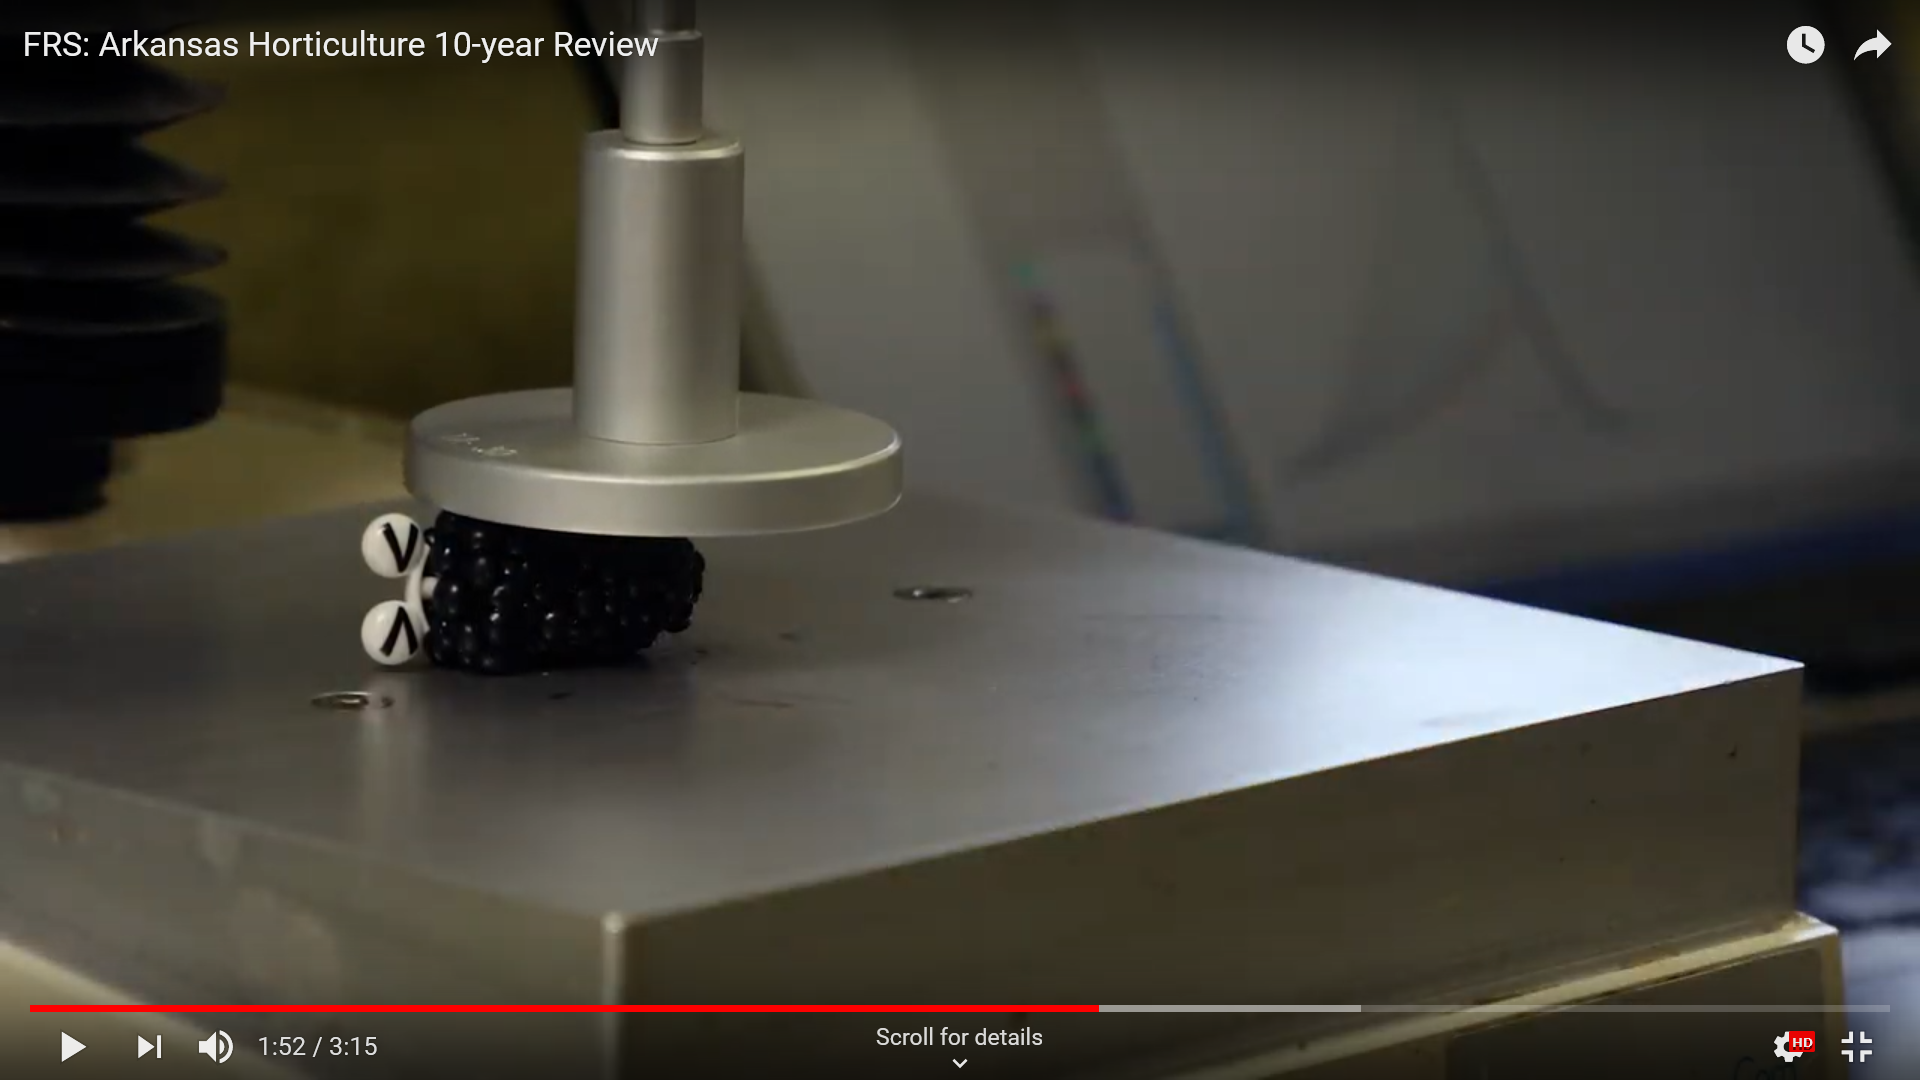 FRS: Arkansas Horticulture 10-year Review
1:52 / 3:15
Scroll for details
HD